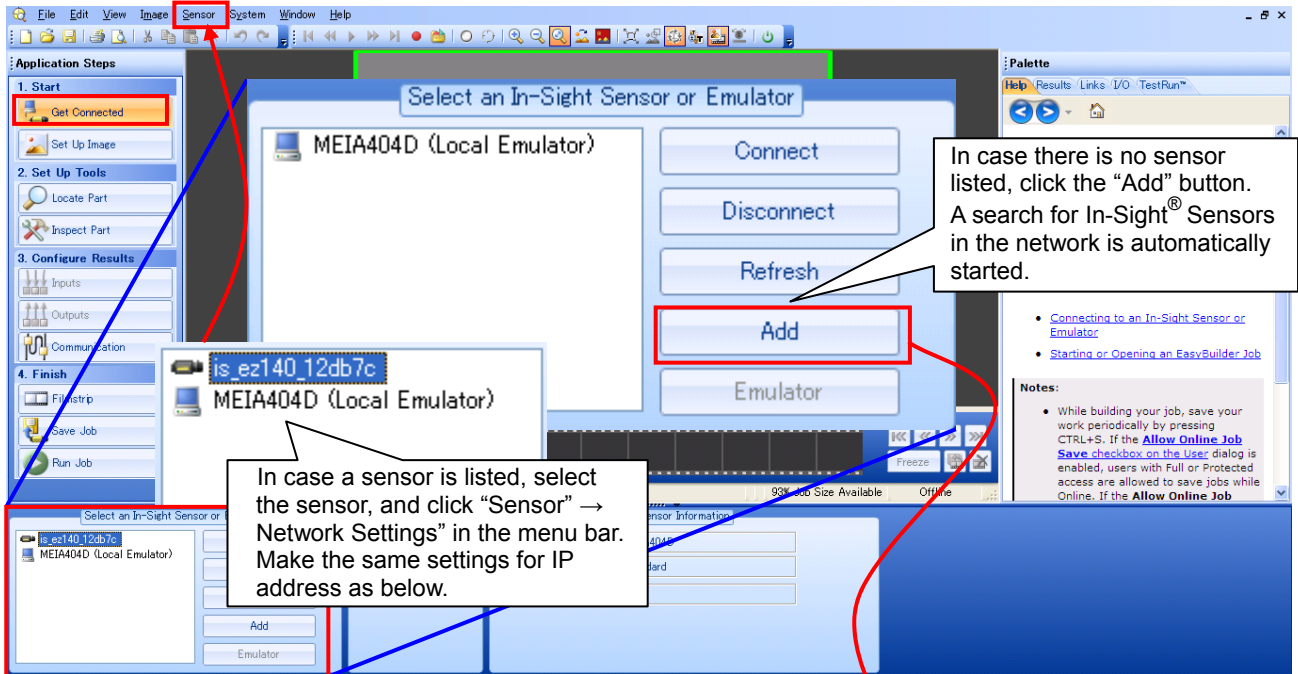 File Edit View Image Sensor System Window Help
Application Steps
1. Start
Get Connected
Set Up Image
2. Set Up Tools
Locate Part
Inspect Part
3. Configure Results
Inputs
Outputs
Communication
4. Finish
Filmstrip
Save Job
Run Job
Select an In-Sight Sensor or Emulator
MEIA404D (Local Emulator)
Connect
Disconnect
Refresh
Add
Emulator
is_ez140_12db7c
MEIA404D (Local Emulator)
In case there is no sensor
listed, click the “Add” button.
A search for In-Sight® Sensors
in the network is automatically
started.
In case a sensor is listed, select
the sensor, and click “Sensor” →
Network Settings” in the menu bar.
Make the same settings for IP
address as below.
Palette
Help Results Links I/O TestRun™
Connecting to an In-Sight Sensor or
Emulator
Starting or Opening an EasyBuilder Job
Notes:
While building your job, save your
work periodically by pressing
CTRL+S. If the Allow Online Job
Save checkbox on the User dialog is
enabled, users with Full or Protected
access are allowed to save jobs while
Online. If the Allow Online Job
Freeze
93% Job Size Available Offline
Select an In-Sight Sensor or
is_ez140_12db7c
MEIA404D (Local Emulator)
Add
Emulator
Sensor Information
404D
dard